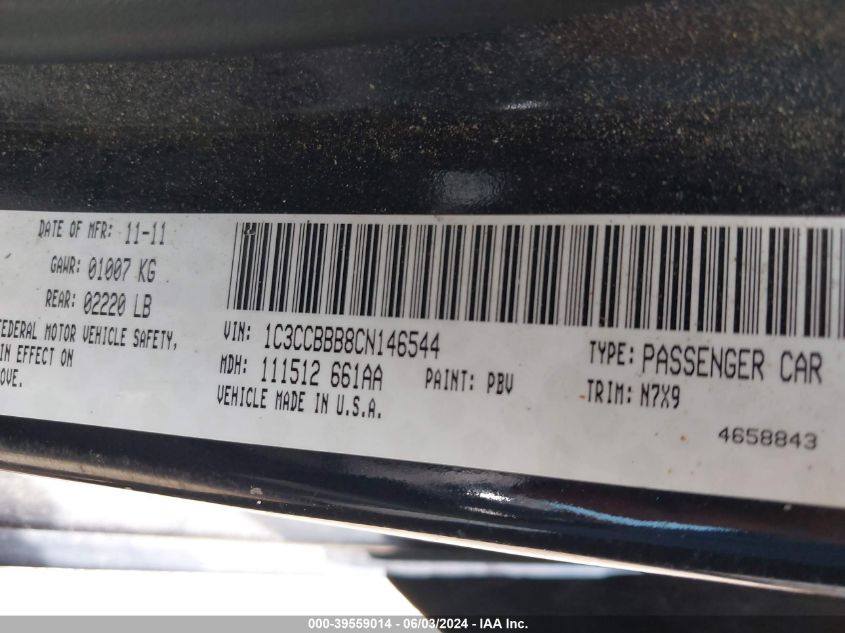 DATE OF MFR: 11-11
GAWR: 01007 KG
REAR: 02220 LB
FEDERAL MOTOR VEHICLE SAFETY,
IN EFFECT ON
OVE.
VIN: 1C3CCBBB8CN146544
MDH: 111512 661AA
PAINT: PBV
VEHICLE MADE IN U.S.A.
TYPE: PASSENGER CAR
TRIM: N7X9
4658843
000-39559014 - 06/03/2024 - IAA Inc.